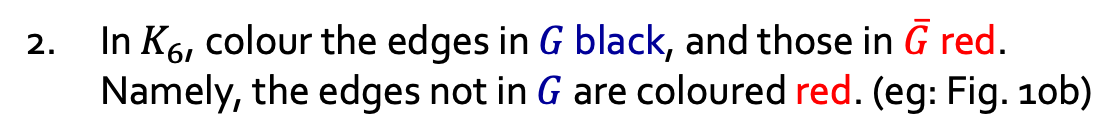 2. In K₆, colour the edges in G black, and those in G̅ red.
Namely, the edges not in G are coloured red. (eg: Fig. 10b)